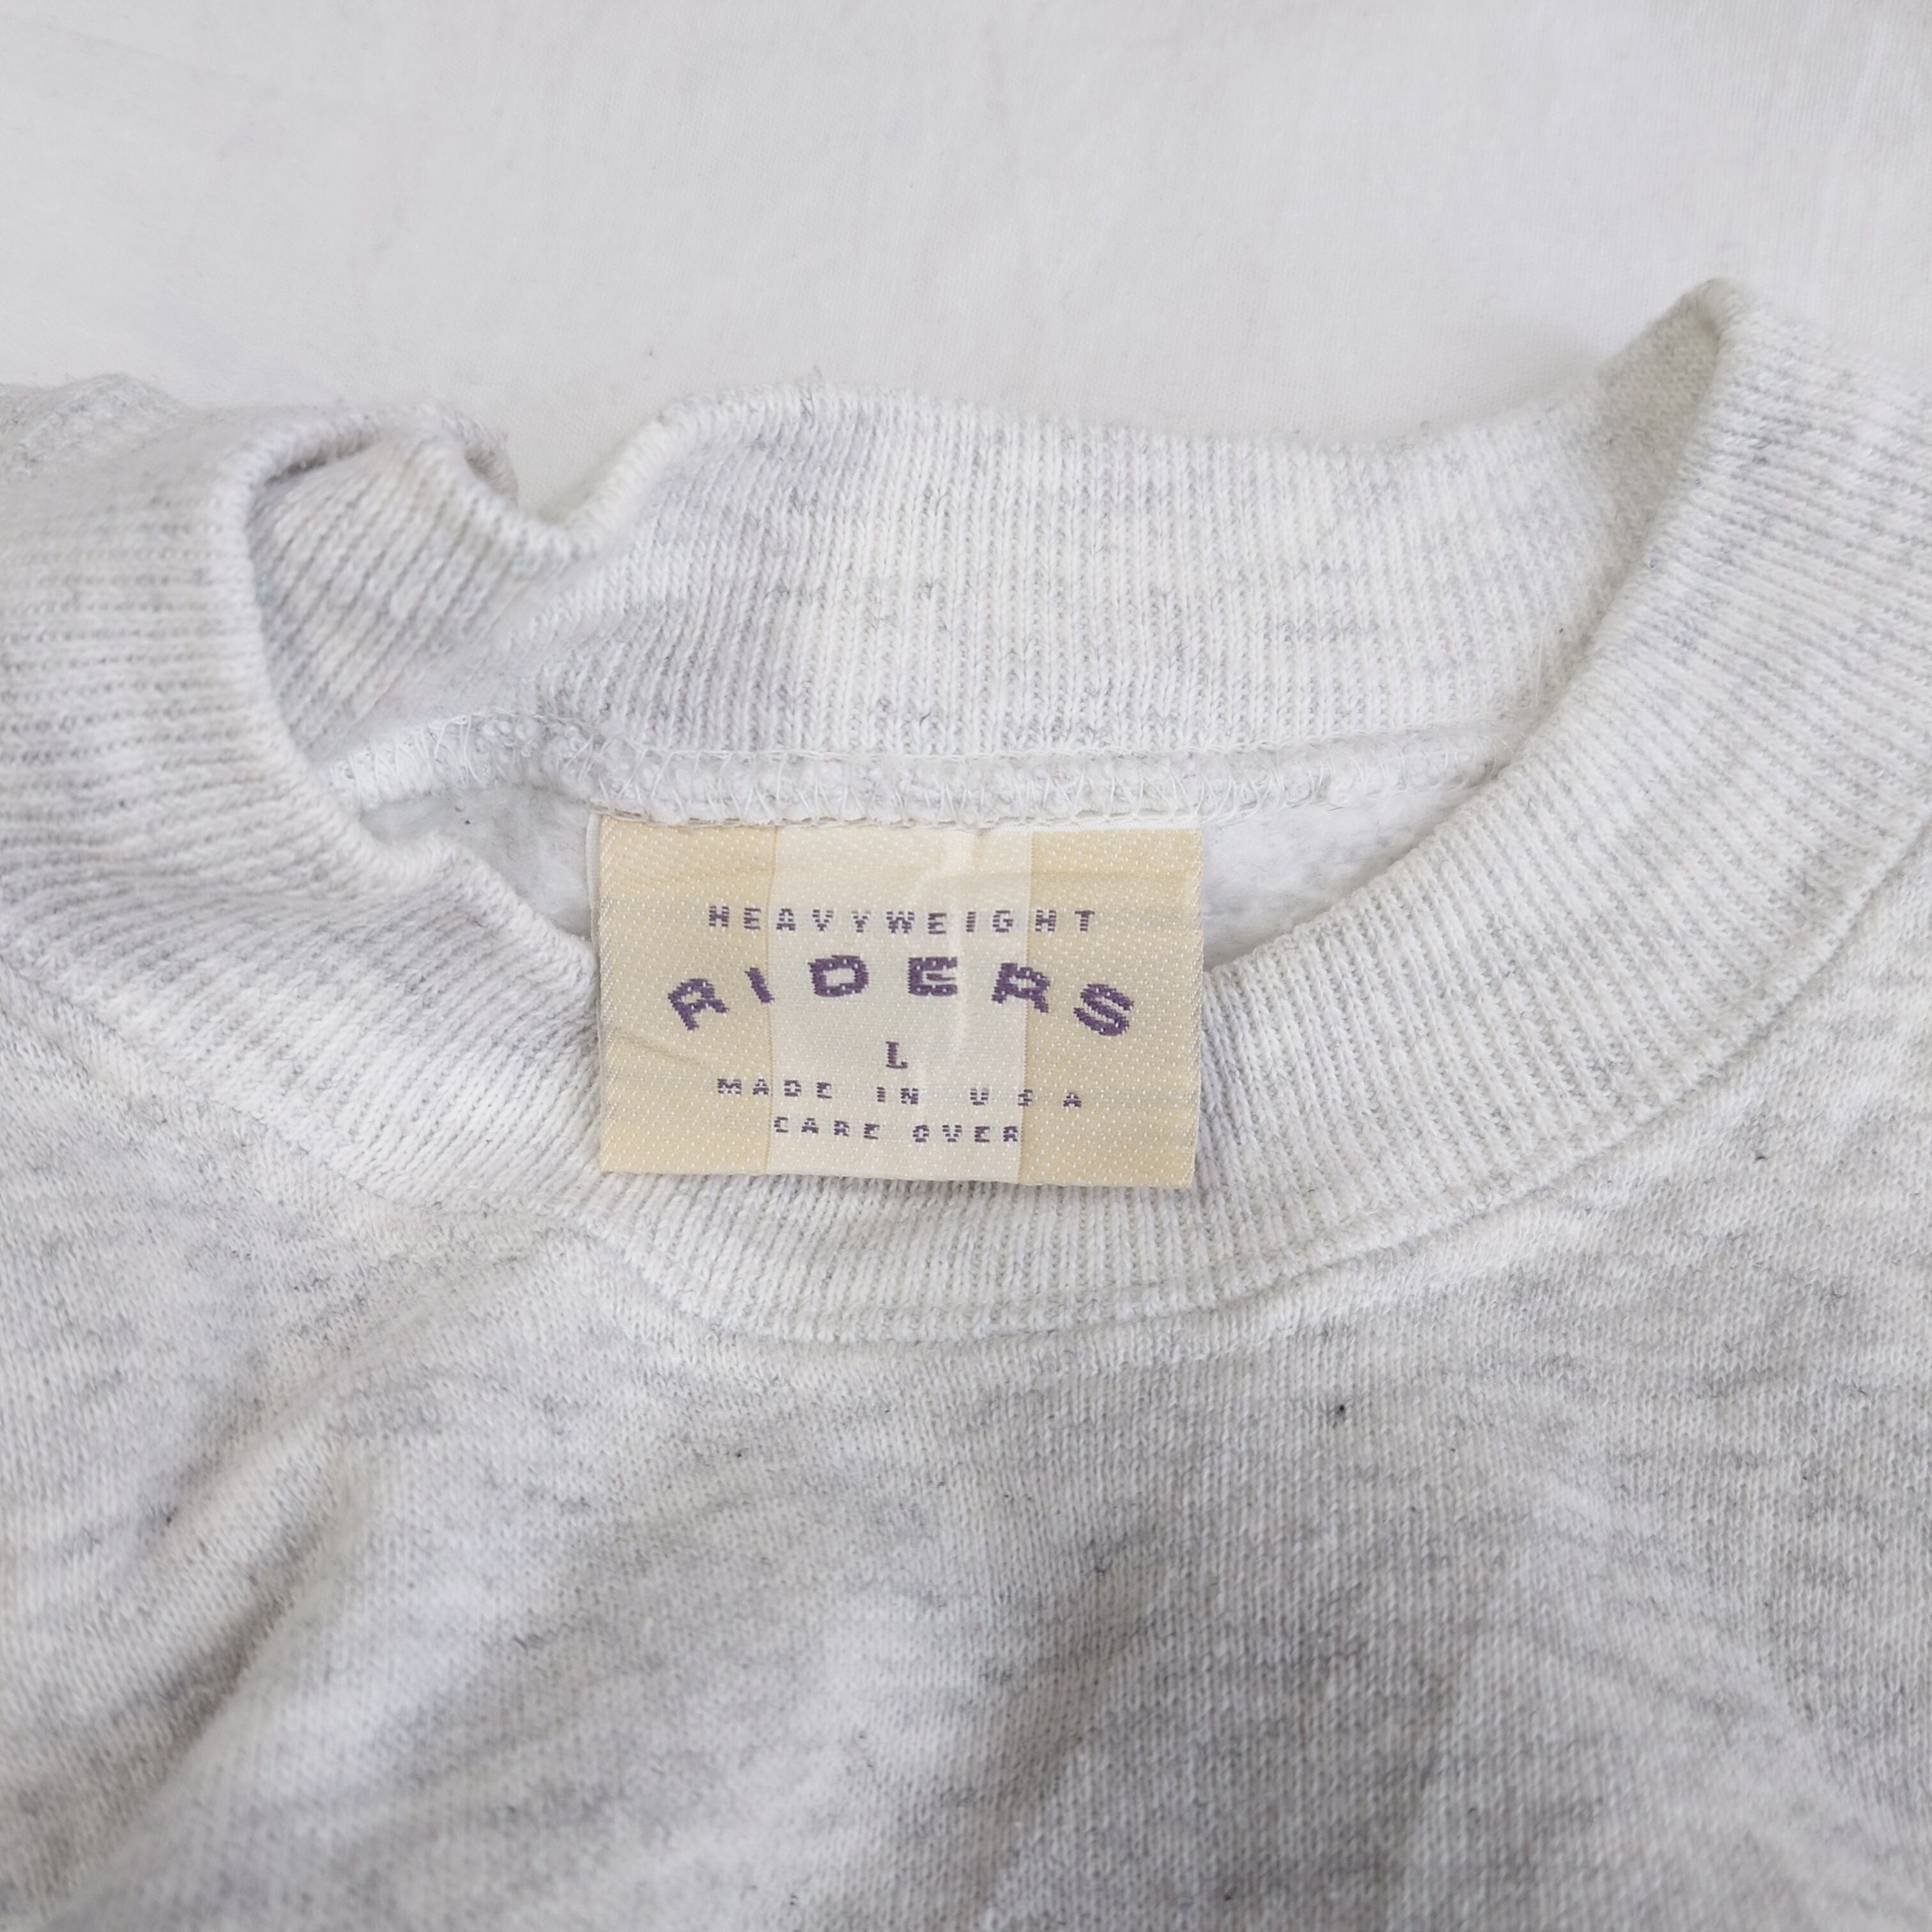 HEAVYWEIGHT
RIDERS
L
MADE IN USA
CARE OVER